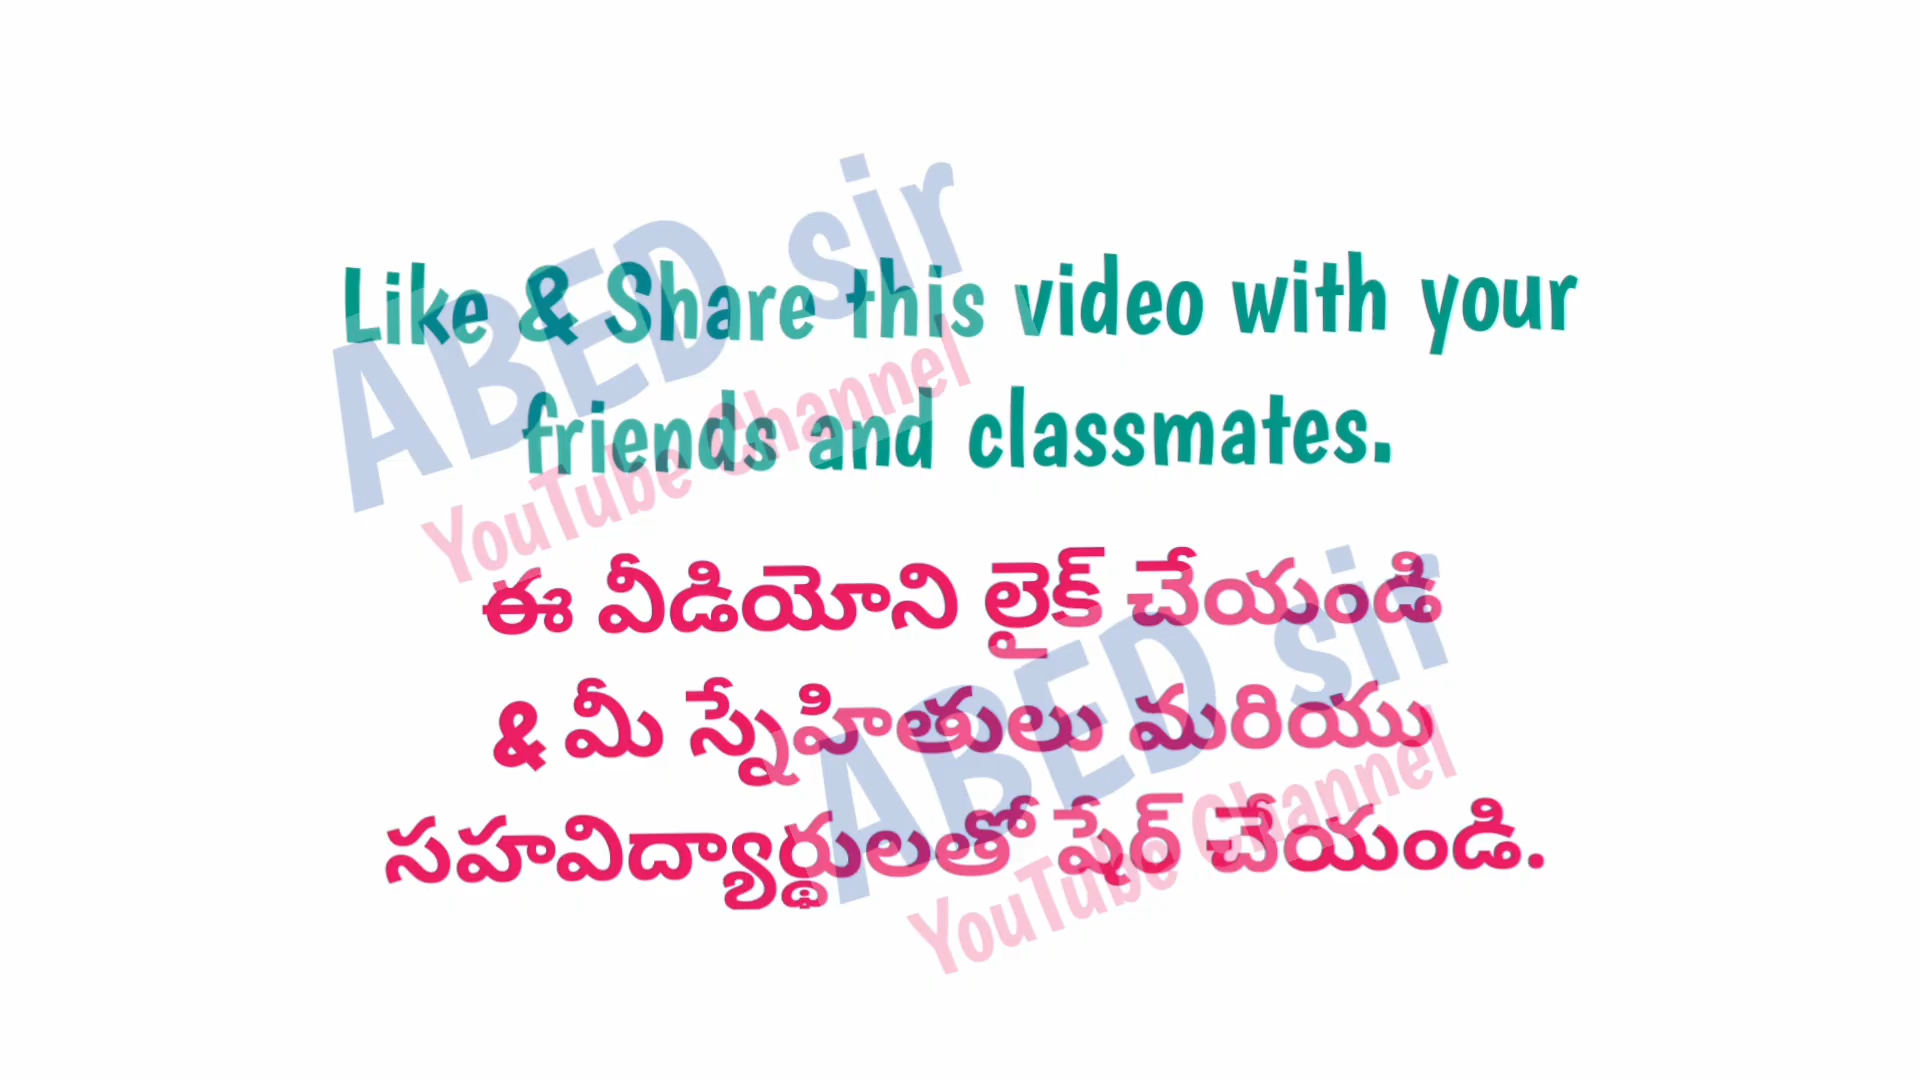 Like & Share this video with your
friends and classmates.
ఈ వీడియోని లైక్ చేయండి
& మీ స్నేహితులు మరియు
సహవిద్యార్థులతో షేర్ చేయండి.
ABED sir
YouTube Channel
ABED sir
YouTube Channel